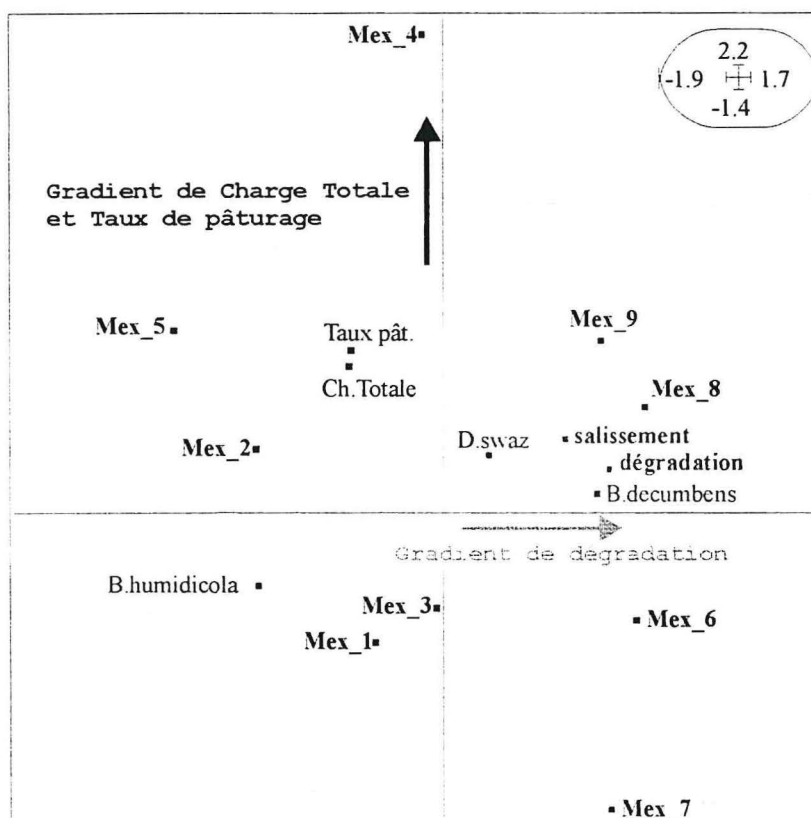 Mex_4
2.2
-1.9 1.7
-1.4
Gradient de Charge Totale
et Taux de pâturage
Mex_5
Taux pât.
Ch.Totale
Mex_9
Mex_8
Mex_2
D.swaz
salissement
dégradation
B.decumbens
Gradient de degradation
B.humidicola
Mex_3
Mex_1
Mex_6
Mex_7